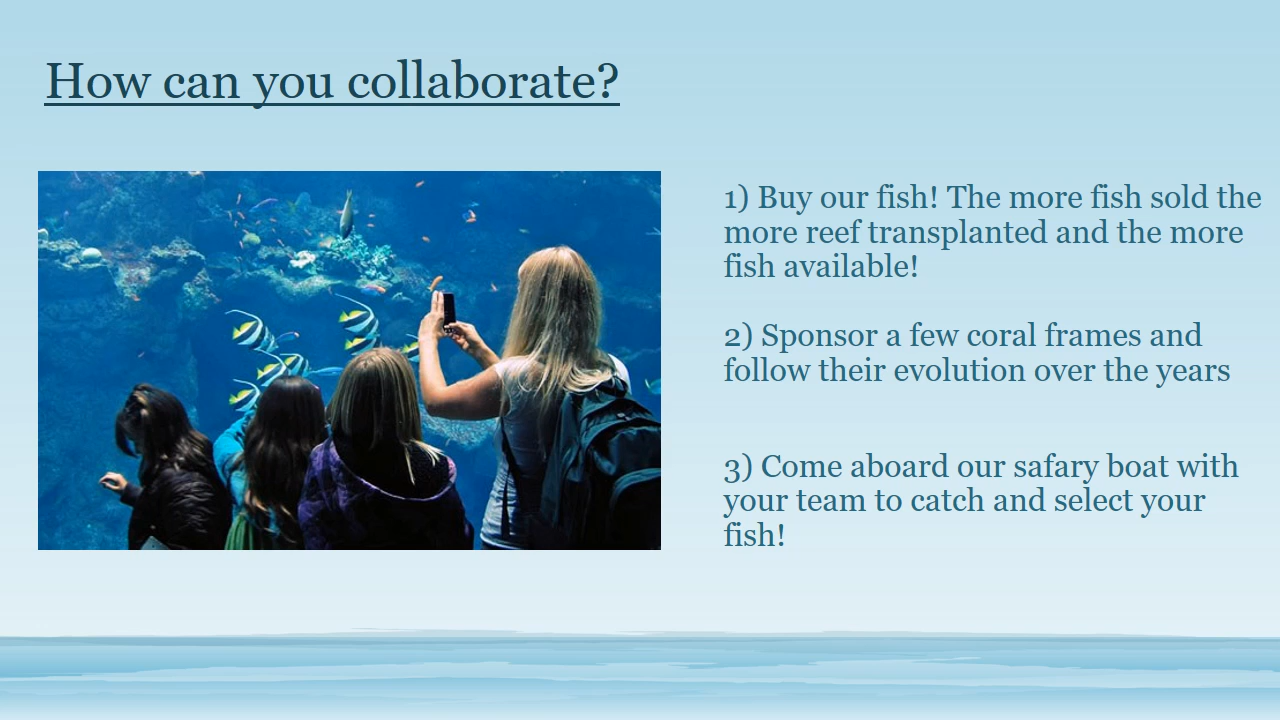 How can you collaborate?
1) Buy our fish! The more fish sold the
more reef transplanted and the more
fish available!
2) Sponsor a few coral frames and
follow their evolution over the years
3) Come aboard our safary boat with
your team to catch and select your
fish!